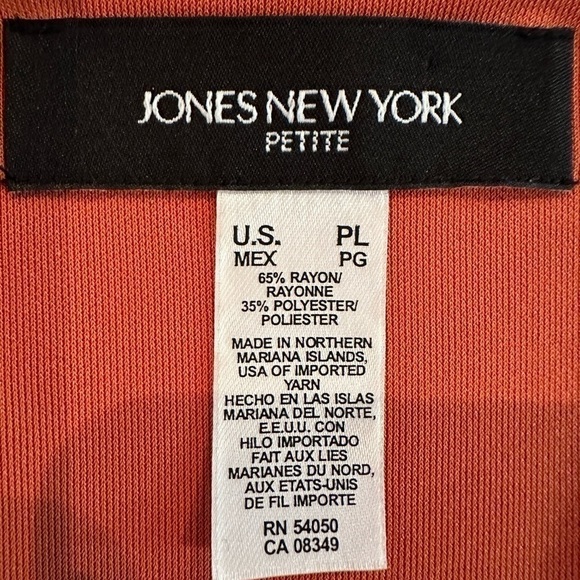 JONES NEW YORK
PETITE
U.S. PL
MEX PG
65% RAYON/
RAYONNE
35% POLYESTER/
POLIESTER
MADE IN NORTHERN
MARIANA ISLANDS,
USA OF IMPORTED
YARN
HECHO EN LAS ISLAS
MARIANA DEL NORTE,
E.E.U.U. CON
HILO IMPORTADO
FAIT AUX LIES
MARIANES DU NORD,
AUX ETATS-UNIS
DE FIL IMPORTE
RN 54050
CA 08349